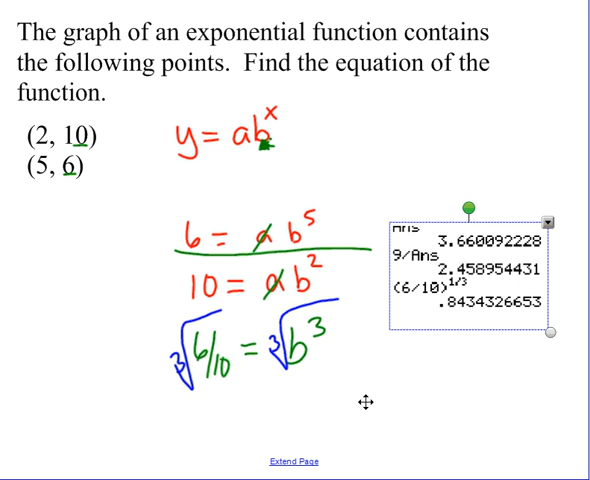 The graph of an exponential function contains
the following points.  Find the equation of the
function.
(2, 10)
(5, 6)
y = ab^x
6 = a b^5
10 = a b^2
∛6/10 = ∛b^3
Ans
3.660092228
9/Ans
2.458954431
(6/10)^1/3
.8434326653
Extend Page